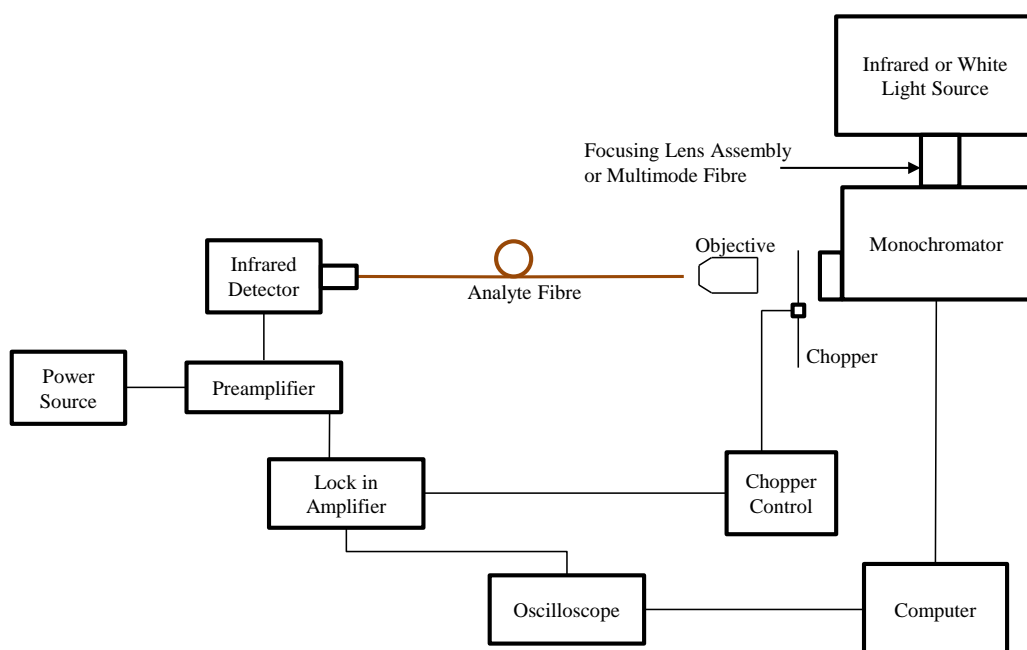 Infrared or White
Light Source
Focusing Lens Assembly
or Multimode Fibre
Monochromator
Objective
Infrared
Detector
Analyte Fibre
Chopper
Power
Source
Preamplifier
Lock in
Amplifier
Chopper
Control
Oscilloscope
Computer